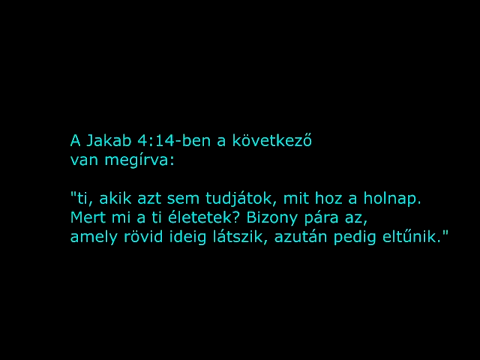 A Jakab 4:14-ben a következő
van megírva:
"ti, akik azt sem tudjátok, mit hoz a holnap.
Mert mi a ti életetek? Bizony pára az,
amely rövid ideig látszik, azután pedig eltűnik."